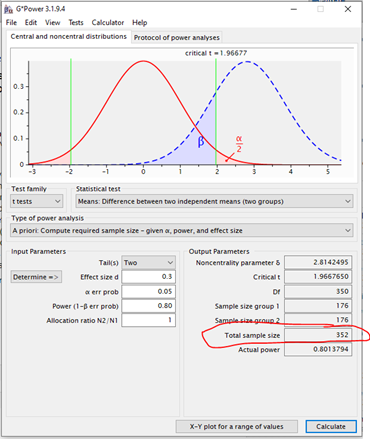 G*Power 3.1.9.4
File Edit View Tests Calculator Help
Central and noncentral distributions Protocol of power analyses
critical t = 1.96677
0.3
0.2
0.1
0
β
α
2
-3 -2 -1 0 1 2 3 4 5
Test family Statistical test
t tests Means: Difference between two independent means (two groups)
Type of power analysis
A priori: Compute required sample size - given α, power, and effect size
Input Parameters Output Parameters
Tail(s) Two Noncentrality parameter δ 2.8142495
Determine => Effect size d 0.3 Critical t 1.9667650
α err prob 0.05 Df 350
Power (1-β err prob) 0.80 Sample size group 1 176
Allocation ratio N2/N1 1 Sample size group 2 176
Total sample size 352
Actual power 0.8013794
X-Y plot for a range of values Calculate